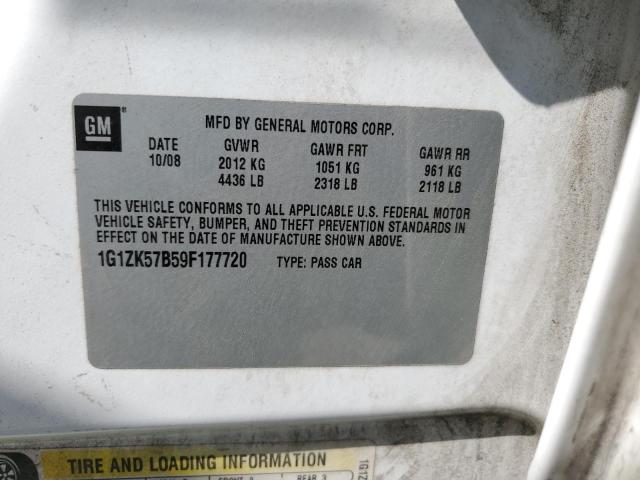 GM
MFD BY GENERAL MOTORS CORP.
DATE GVWR GAWR FRT GAWR RR
10/08 2012 KG 1051 KG 961 KG
4436 LB 2318 LB 2118 LB
THIS VEHICLE CONFORMS TO ALL APPLICABLE U.S. FEDERAL MOTOR
VEHICLE SAFETY, BUMPER, AND THEFT PREVENTION STANDARDS IN
EFFECT ON THE DATE OF MANUFACTURE SHOWN ABOVE.
1G1ZK57B59F177720 TYPE: PASS CAR
TIRE AND LOADING INFORMATION
1G1Z